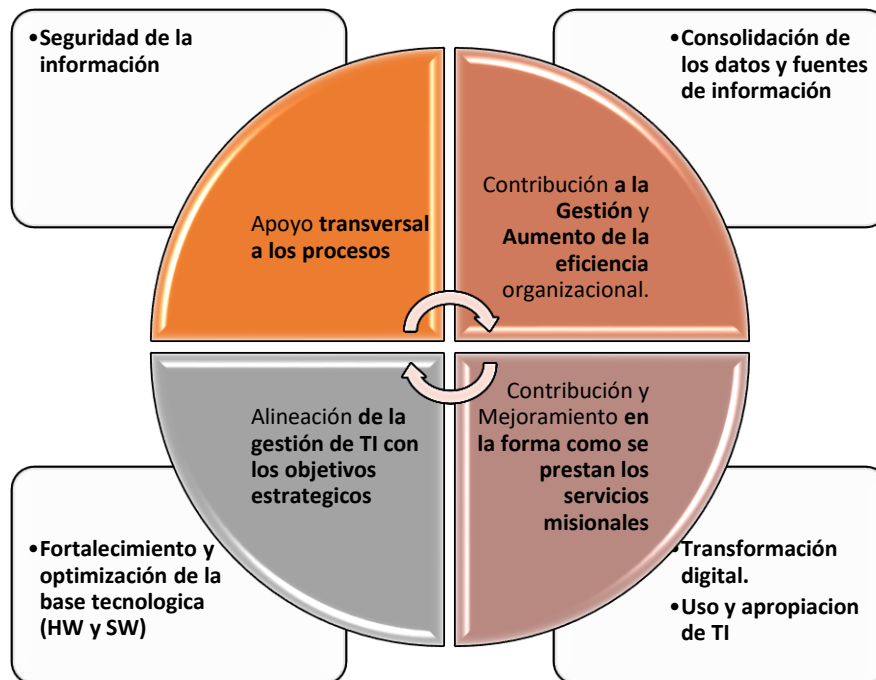 •Seguridad de la
información
•Consolidación de
los datos y fuentes
de información
Apoyo transversal
a los procesos
Contribución a la
Gestión y
Aumento de la
eficiencia
organizacional.
Alineación de la
gestión de TI con
los objetivos
estrategicos
Contribución y
Mejoramiento en
la forma como se
prestan los
servicios
misionales
•Fortalecimiento y
optimización de la
base tecnologica
(HW y SW)
•Transformación
digital.
•Uso y apropiacion
de TI